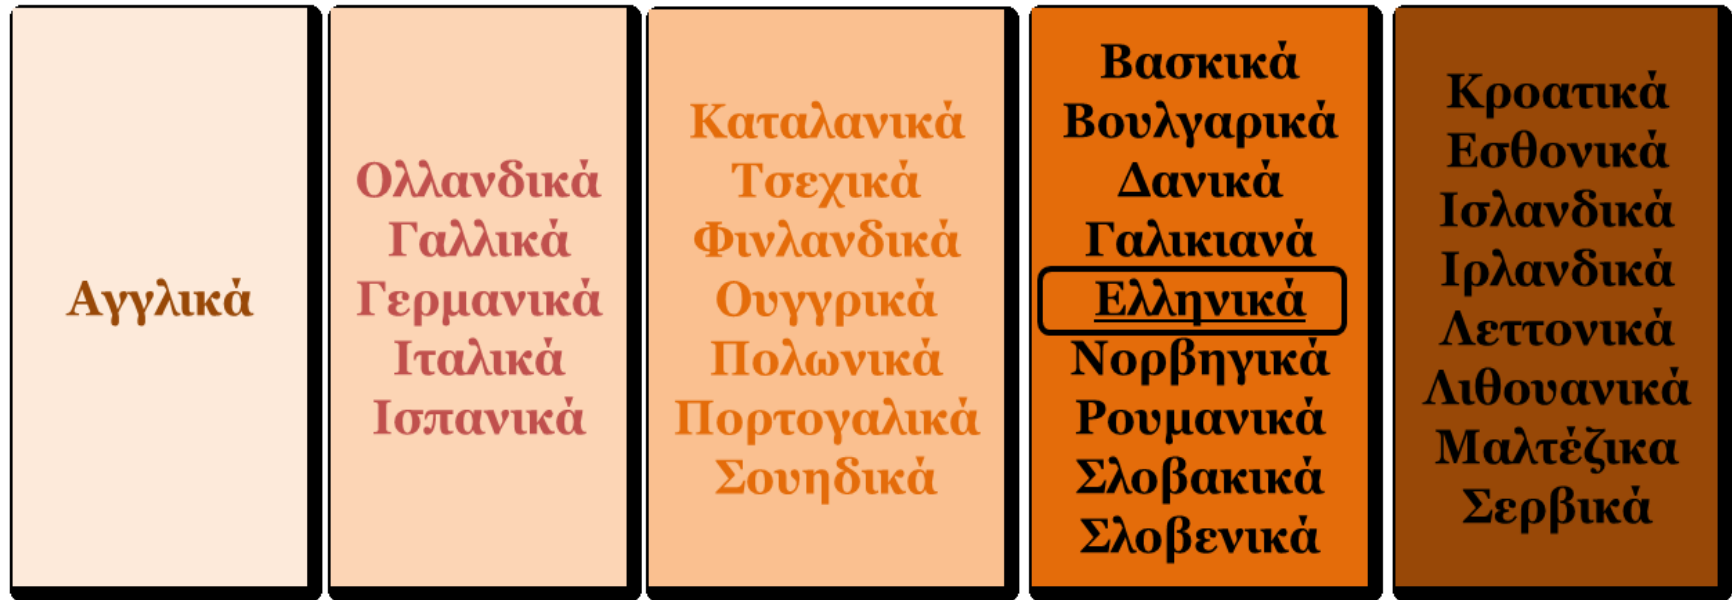 Αγγλικά
Ολλανδικά
Γαλλικά
Γερμανικά
Ιταλικά
Ισπανικά
Καταλανικά
Τσεχικά
Φινλανδικά
Ουγγρικά
Πολωνικά
Πορτογαλικά
Σουηδικά
Βασκικά
Βουλγαρικά
Δανικά
Γαλικιανά
Ελληνικά
Νορβηγικά
Ρουμανικά
Σλοβακικά
Σλοβενικά
Κροατικά
Εσθονικά
Ισλανδικά
Ιρλανδικά
Λεττονικά
Λιθουανικά
Μαλτέζικα
Σερβικά